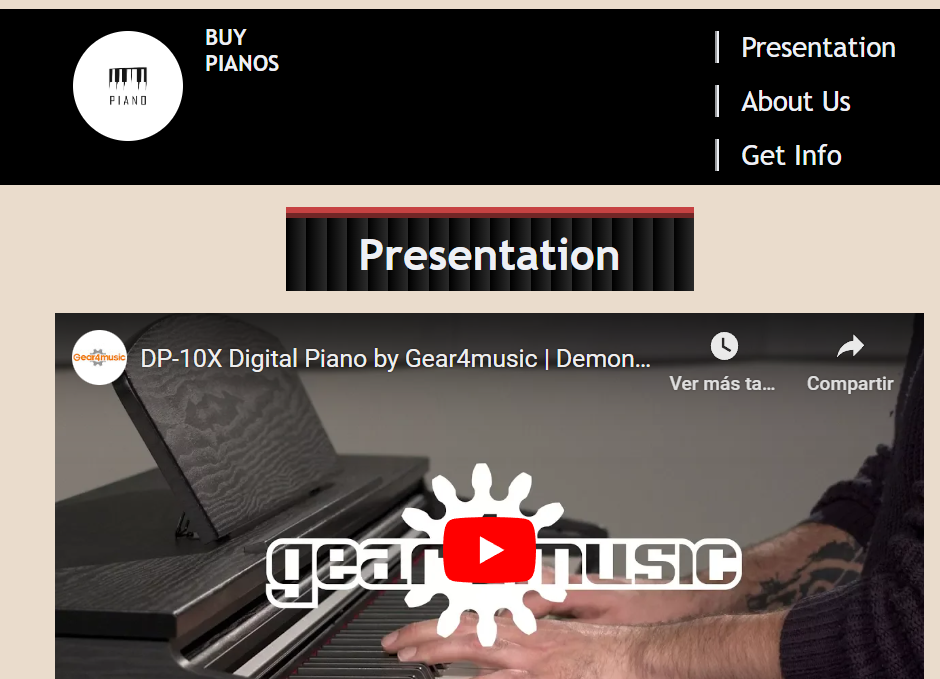 BUY
PIANOS
PIANO
Presentation
About Us
Get Info
Presentation
Gear4music
DP-10X Digital Piano by Gear4music | Demon...
Ver más ta...
Compartir
gear4music